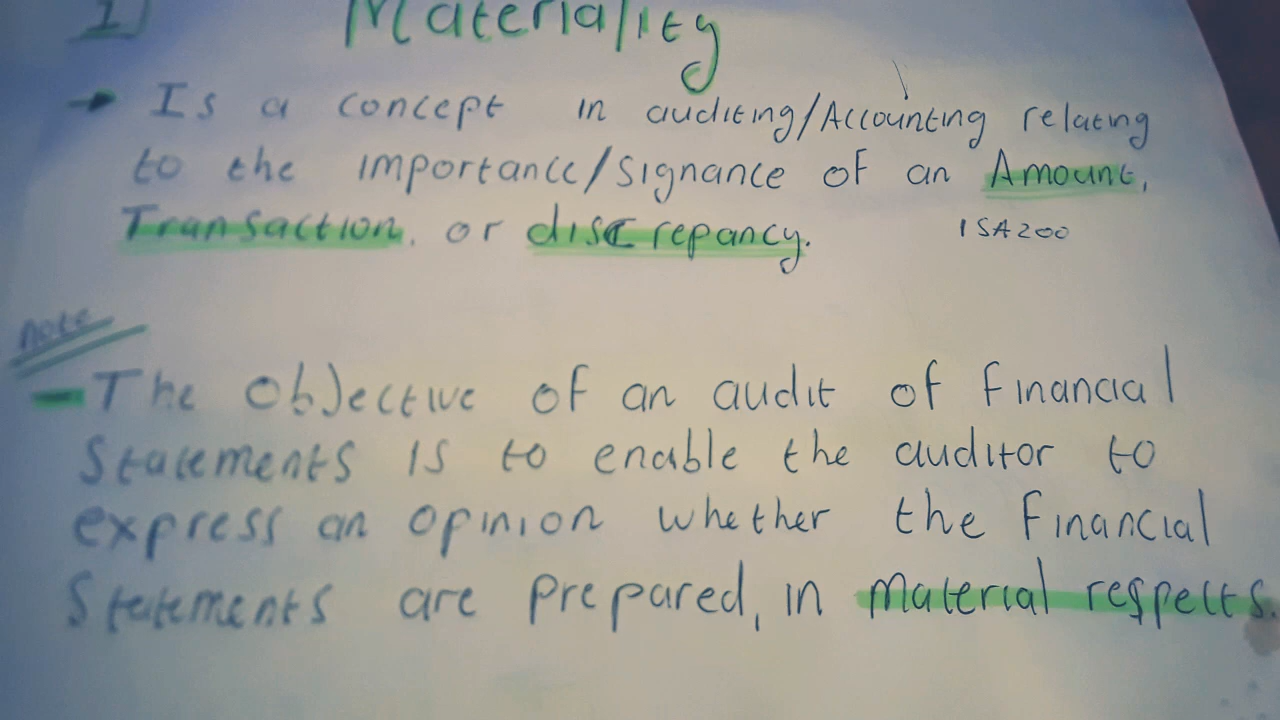 1) Materiality
→ Is a concept in auditing/Accounting relating
to the importance/signance of an Amount,
Transaction, or discrepancy.
ISA200
note
- The objective of an audit of financial
Statements is to enable the auditor to
express an opinion whether the financial
Statements are prepared, in material respects.